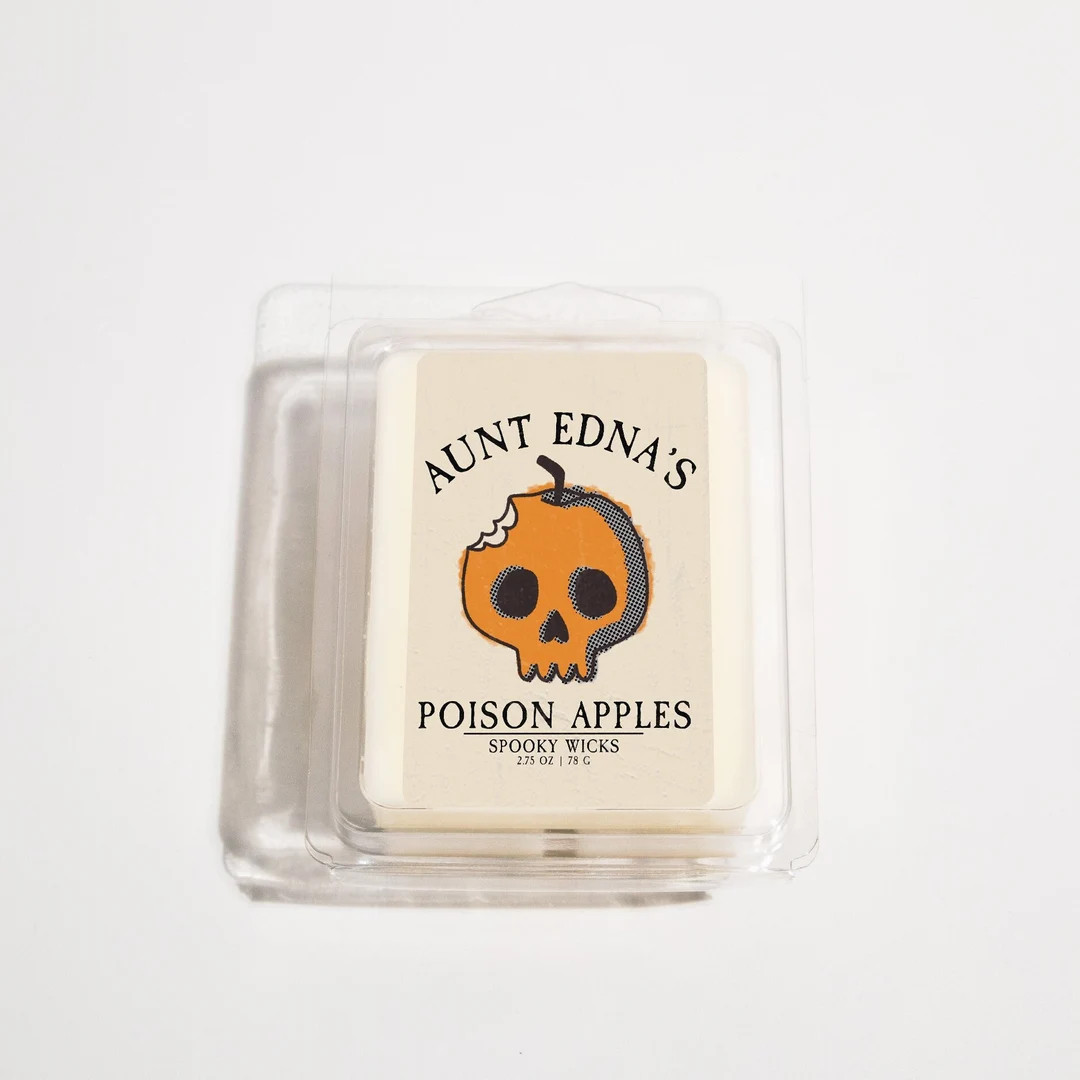 AUNT EDNA'S
POISON APPLES
SPOOKY WICKS
2.75 OZ | 78 G